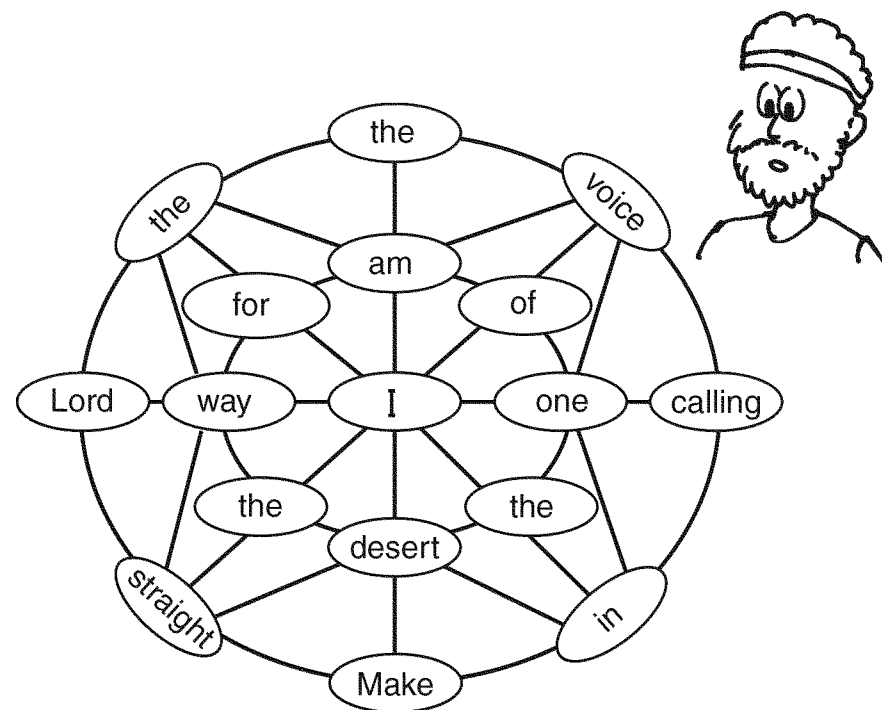 the
the
voice
am
for
of
Lord
way
I
one
calling
the
the
desert
straight
in
Make